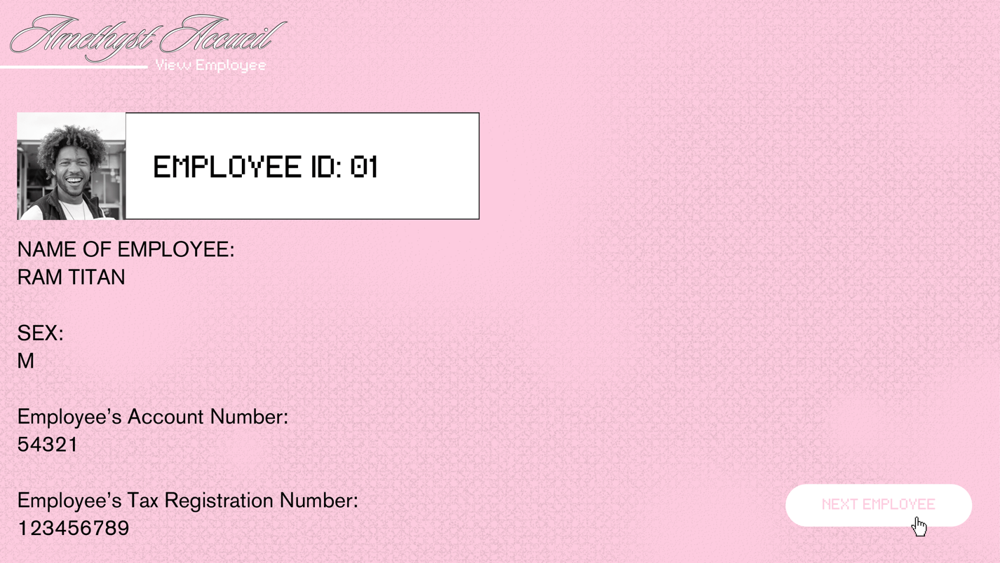 Amethyst Accueil
View Employee
EMPLOYEE ID: 01
NAME OF EMPLOYEE:
RAM TITAN
SEX:
M
Employee’s Account Number:
54321
Employee’s Tax Registration Number:
123456789
NEXT EMPLOYEE